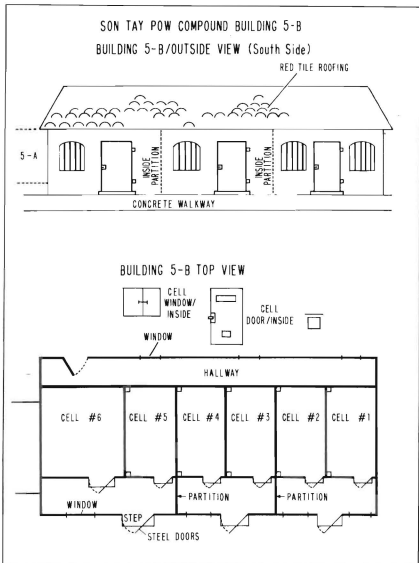 SON TAY POW COMPOUND BUILDING 5-B
BUILDING 5-B/OUTSIDE VIEW (South Side)
RED TILE ROOFING
5-A
INSIDE
PARTITION
INSIDE
PARTITION
CONCRETE WALKWAY
BUILDING 5-B TOP VIEW
CELL
WINDOW/
INSIDE
CELL
DOOR/INSIDE
WINDOW
HALLWAY
CELL #6
CELL #5
CELL #4
CELL #3
CELL #2
CELL #1
WINDOW
PARTITION
PARTITION
STEP
STEEL DOORS